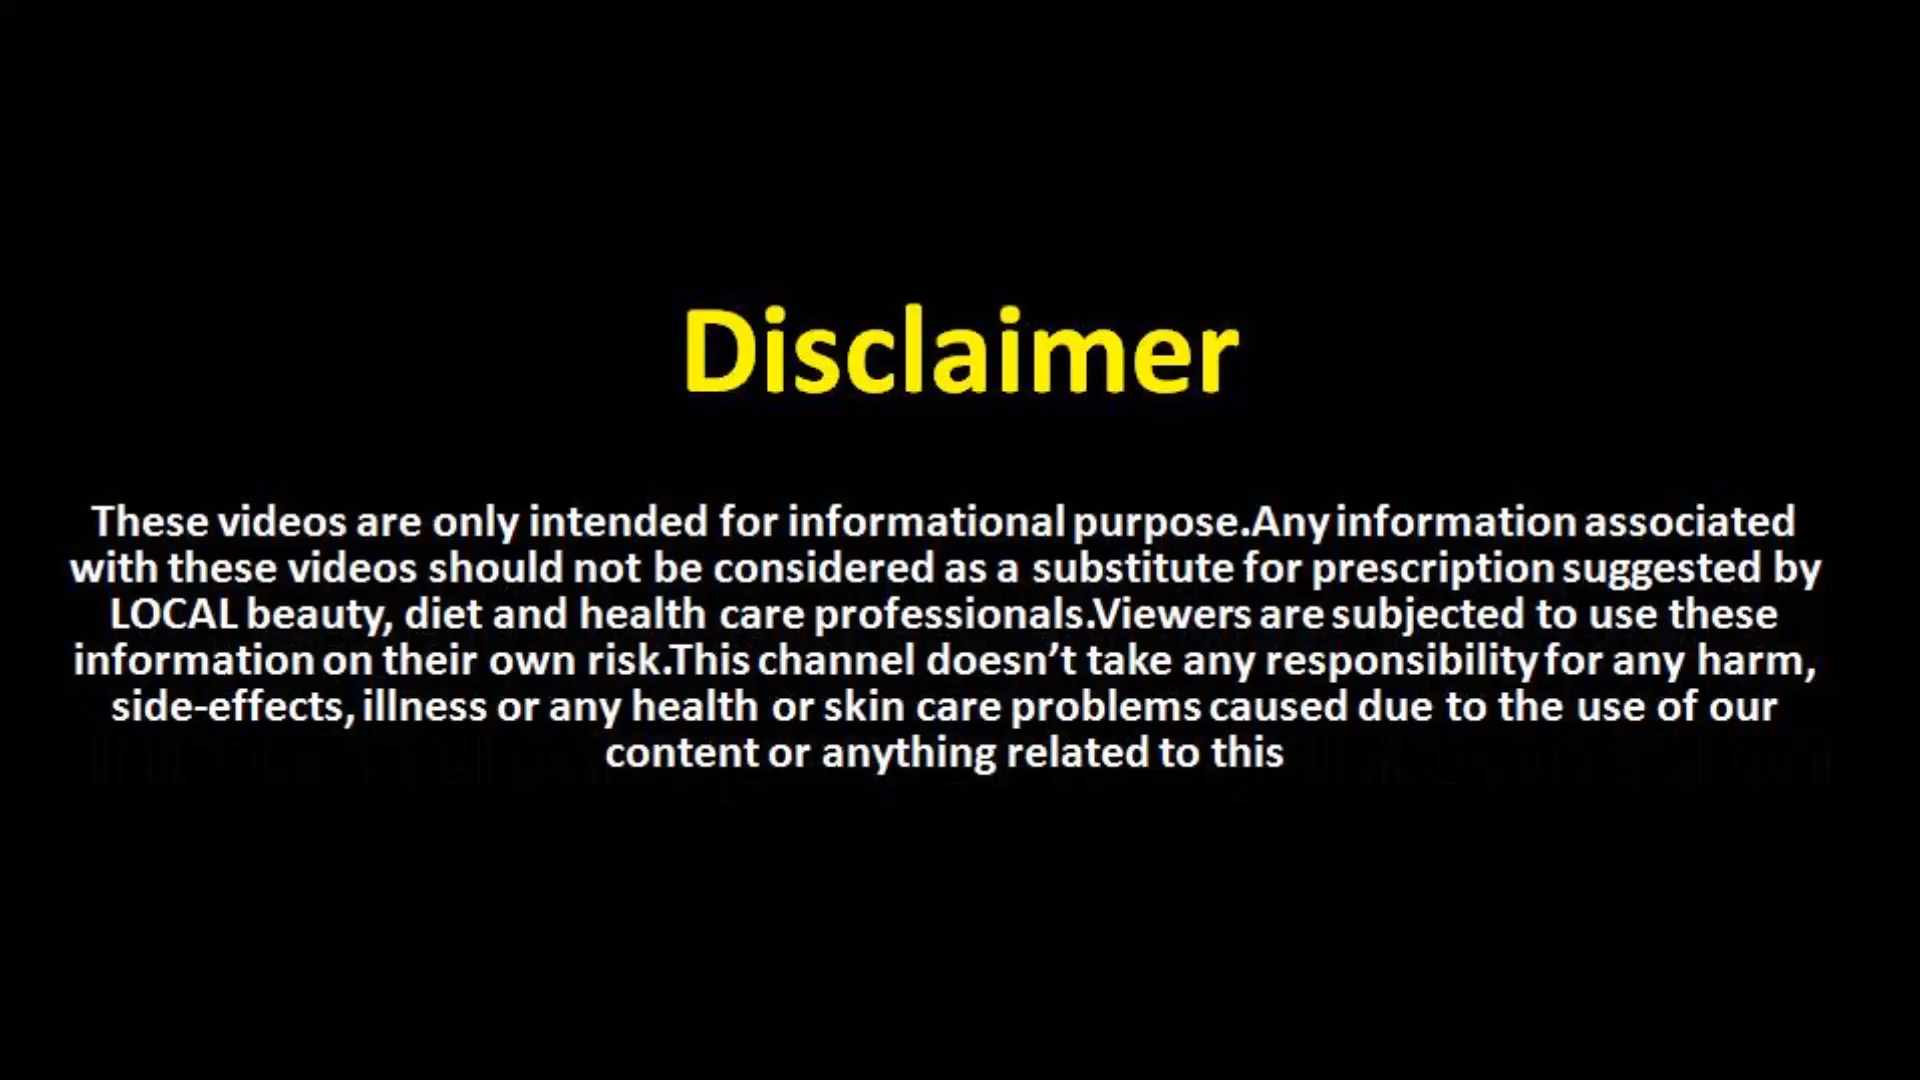 Disclaimer
These videos are only intended for informational purpose.Any information associated
with these videos should not be considered as a substitute for prescription suggested by
LOCAL beauty, diet and health care professionals.Viewers are subjected to use these
information on their own risk.This channel doesn’t take any responsibility for any harm,
side-effects, illness or any health or skin care problems caused due to the use of our
content or anything related to this